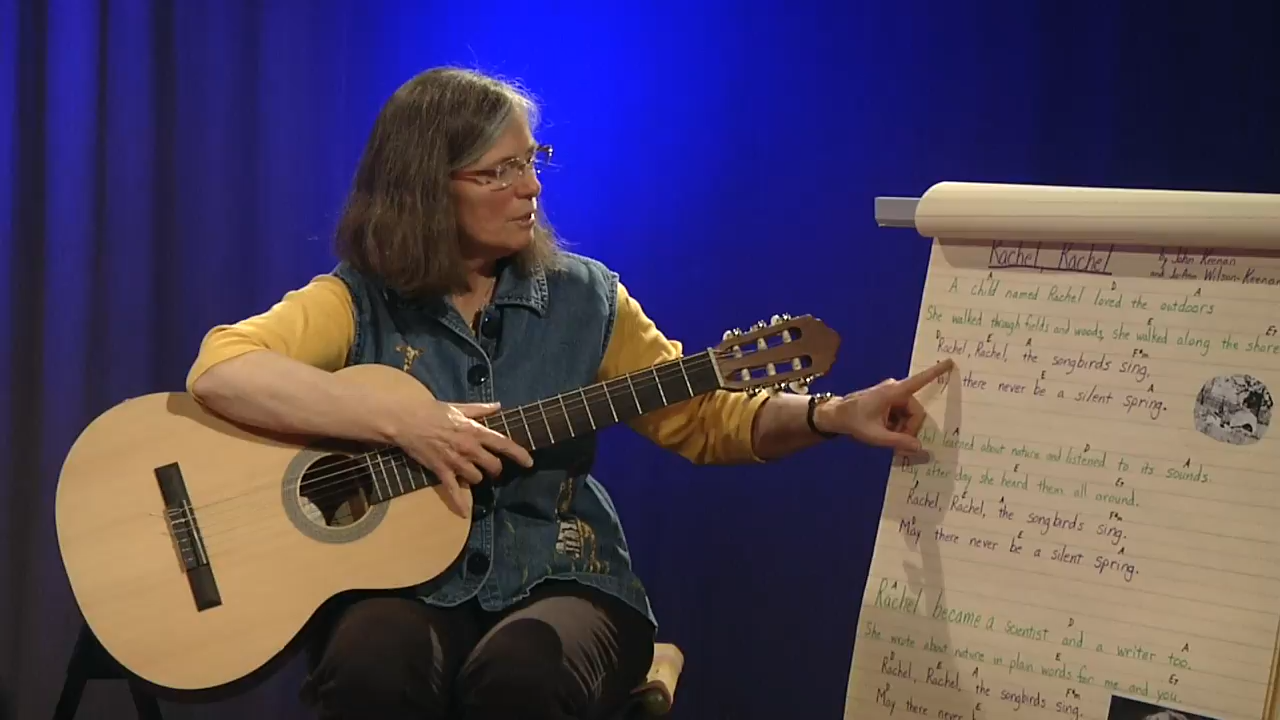 Rachel, Rachel
by John Keenan
and JoAnn Wilson-Keenan
A D A
A child named Rachel loved the outdoors
E E7
She walked through fields and woods, she walked along the shore
D E A F#m
Rachel, Rachel, the songbirds sing.
E A
there never be a silent spring.
A D A
learned about nature and listened to its sounds.
E E7
Day after day she heard them all around.
D E A F#m
Rachel, Rachel, the songbirds sing.
D E A
May there never be a silent spring.
A D A
Rachel became a scientist and a writer too.
E E7
She wrote about nature in plain words for me and you.
D E A F#m
Rachel, Rachel, the songbirds sing.
D E
May there never